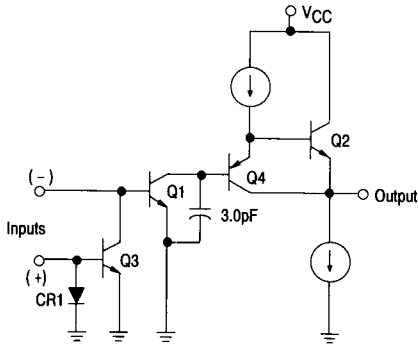 VCC
Q2
(–)
Q1
Q4
Output
Inputs
3.0pF
(+)
Q3
CR1